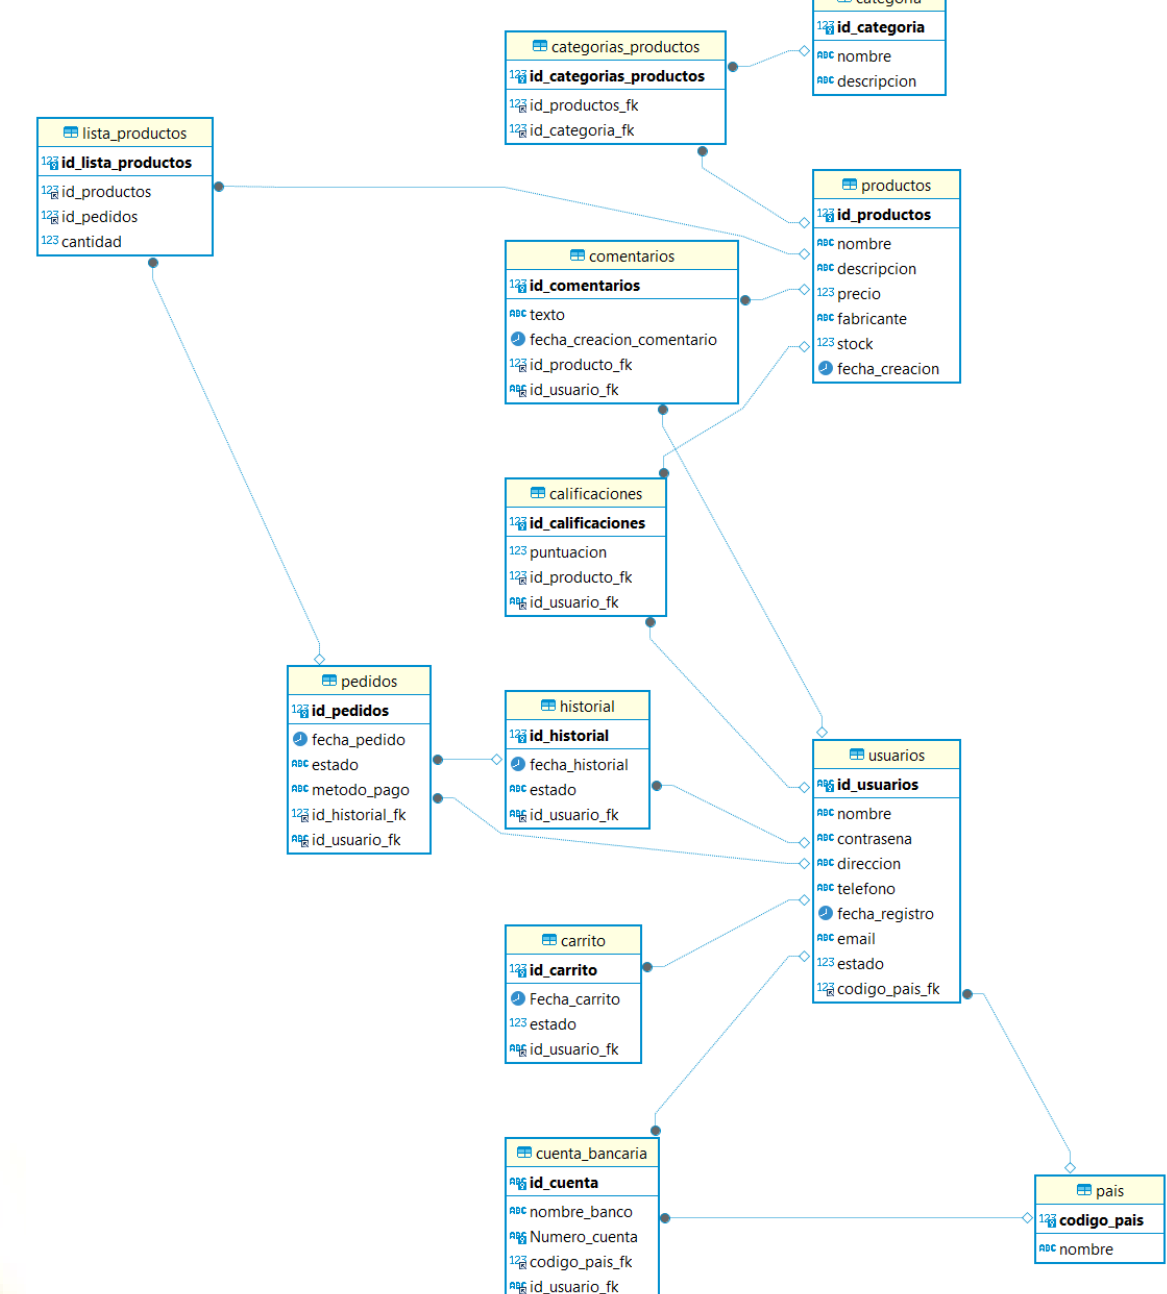 categoria
id_categoria
nombre
descripcion
categorias_productos
id_categorias_productos
id_productos_fk
id_categoria_fk
lista_productos
id_lista_productos
id_productos
id_pedidos
cantidad
productos
id_productos
nombre
descripcion
precio
fabricante
stock
fecha_creacion
comentarios
id_comentarios
texto
fecha_creacion_comentario
id_producto_fk
id_usuario_fk
calificaciones
id_calificaciones
puntuacion
id_producto_fk
id_usuario_fk
pedidos
id_pedidos
fecha_pedido
estado
metodo_pago
id_historial_fk
id_usuario_fk
historial
id_historial
fecha_historial
estado
id_usuario_fk
usuarios
id_usuarios
nombre
contrasena
direccion
telefono
fecha_registro
email
estado
codigo_pais_fk
carrito
id_carrito
Fecha_carrito
estado
id_usuario_fk
cuenta_bancaria
id_cuenta
nombre_banco
Numero_cuenta
codigo_pais_fk
id_usuario_fk
pais
codigo_pais
nombre